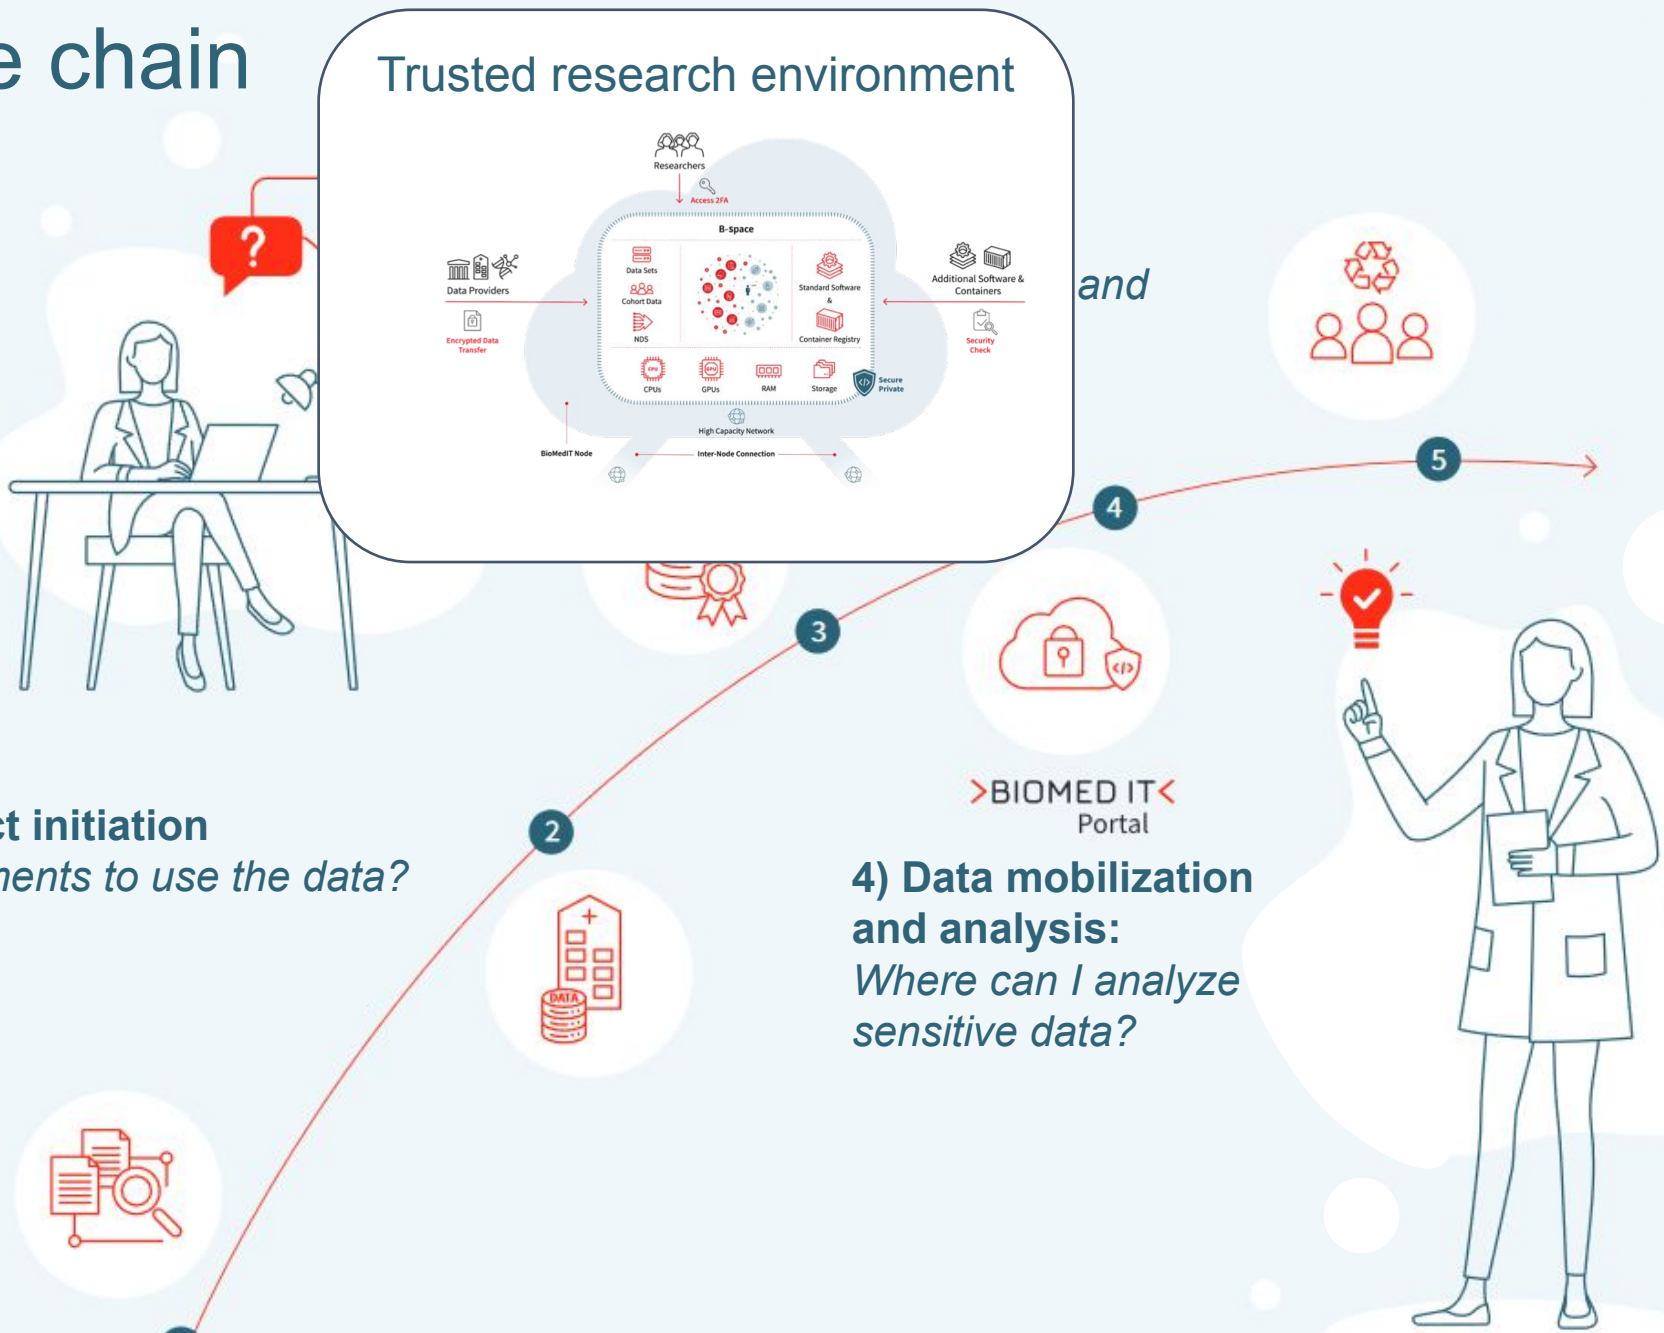 e chain
Trusted research environment
Researchers
Access 2FA
B-space
Data Sets
Cohort Data
NDS
Standard Software
&
Container Registry
CPU
CPUs
GPU
GPUs
RAM
Storage
</>
Secure
Private
Data Providers
Encrypted Data
Transfer
Additional Software &
Containers
Security
Check
High Capacity Network
BioMedIT Node
Inter-Node Connection
?
and
5
4
3
2
</>
>BIOMED IT<
Portal
ct initiation
ments to use the data?
4) Data mobilization
and analysis:
Where can I analyze
sensitive data?
DATA